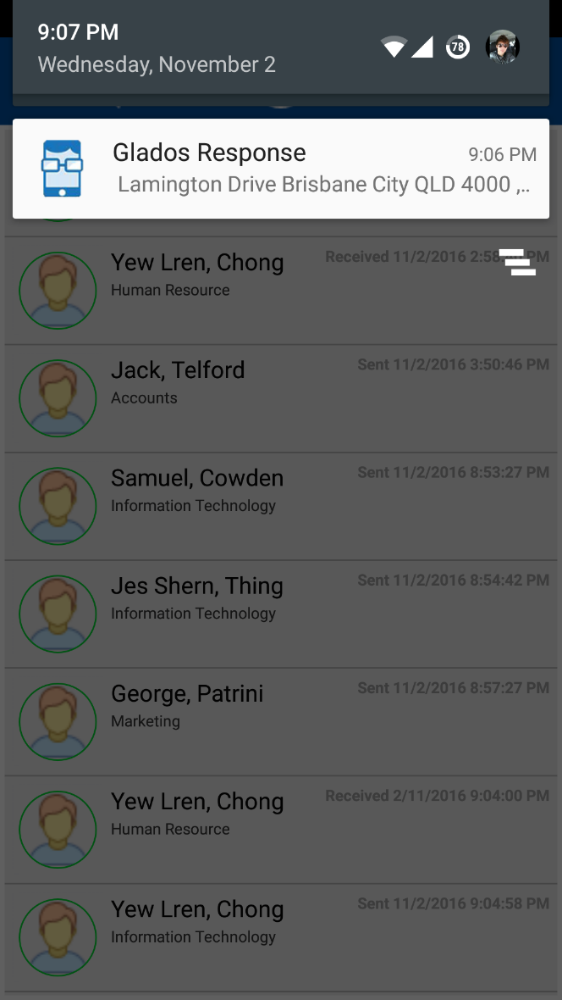 9:07 PM
Wednesday, November 2
78
Glados Response 9:06 PM
Lamington Drive Brisbane City QLD 4000 ,..
Yew Lren, Chong Received 11/2/2016 2:58 PM
Human Resource
Jack, Telford Sent 11/2/2016 3:50:46 PM
Accounts
Samuel, Cowden Sent 11/2/2016 8:53:27 PM
Information Technology
Jes Shern, Thing Sent 11/2/2016 8:54:42 PM
Information Technology
George, Patrini Sent 11/2/2016 8:57:27 PM
Marketing
Yew Lren, Chong Received 2/11/2016 9:04:00 PM
Human Resource
Yew Lren, Chong Sent 11/2/2016 9:04:58 PM
Information Technology